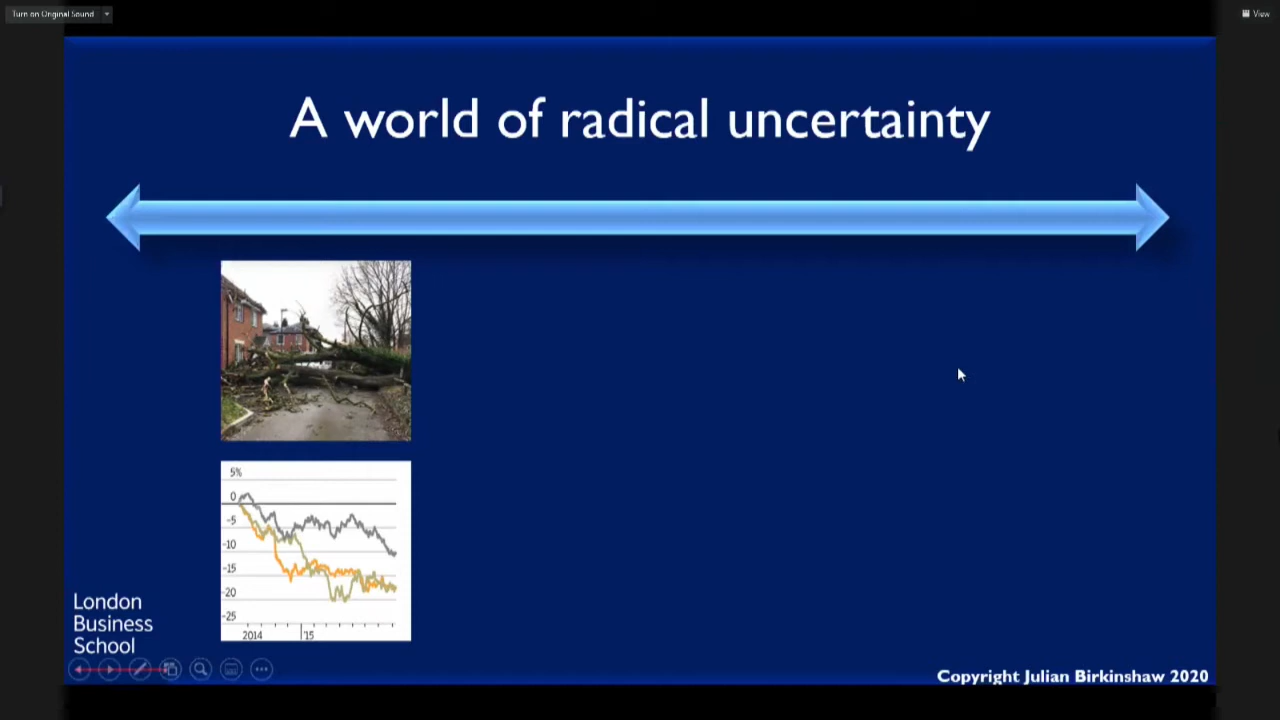 Turn on Original Sound
View
A world of radical uncertainty
5%
0
-5
-10
-15
-20
-25
2014
'15
London
Business
School
Copyright Julian Birkinshaw 2020